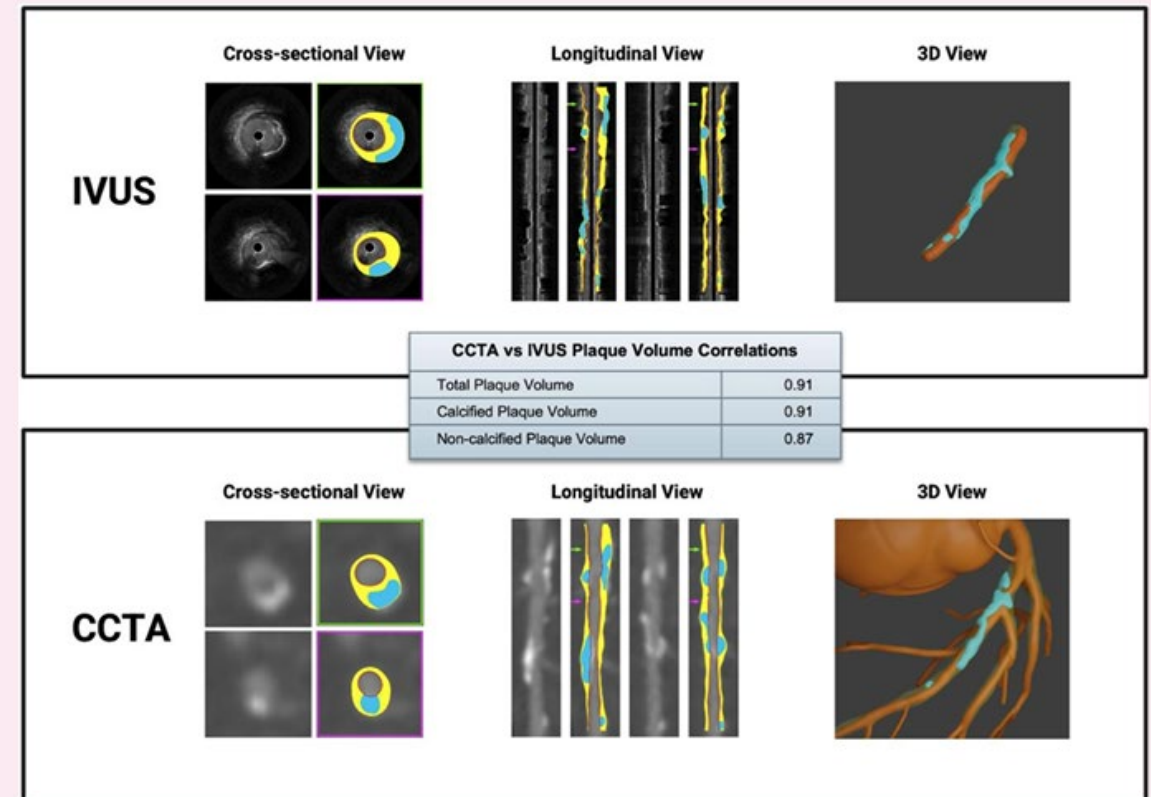 Cross-sectional View
Longitudinal View
3D View
IVUS
CCTA vs IVUS Plaque Volume Correlations
Total Plaque Volume 0.91
Calcified Plaque Volume 0.91
Non-calcified Plaque Volume 0.87
Cross-sectional View
Longitudinal View
3D View
CCTA